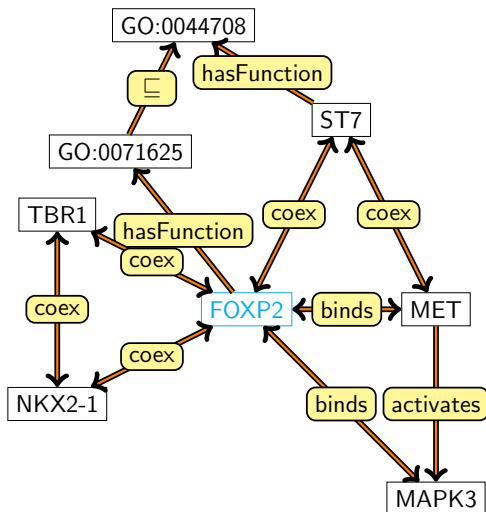 GO:0044708
hasFunction
⊑
ST7
GO:0071625
TBR1
coex
coex
hasFunction
coex
coex
FOXP2
binds
MET
coex
NKX2-1
binds
activates
MAPK3